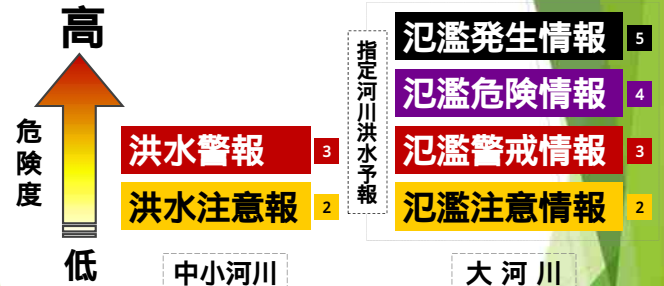 高
危険度
低
洪水警報 3
洪水注意報 2
中小河川
指定河川洪水予報
氾濫発生情報 5
氾濫危険情報 4
氾濫警戒情報 3
氾濫注意情報 2
大河川